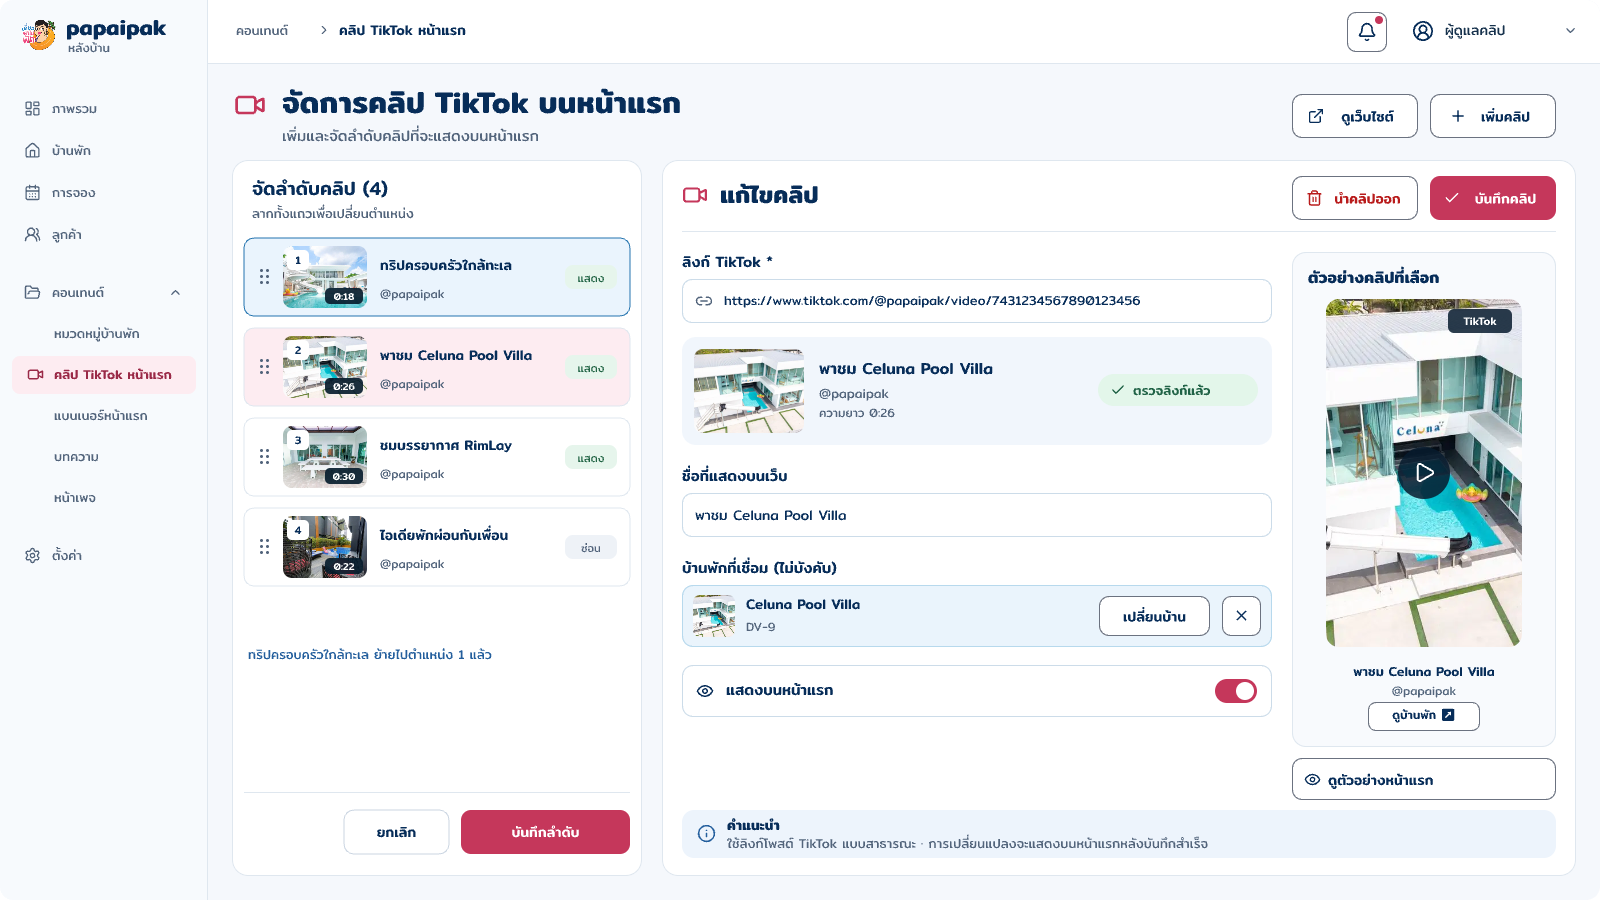 papaipak
หลังบ้าน
ภาพรวม
บ้านพัก
การจอง
ลูกค้า
คอนเทนต์
หมวดหมู่บ้านพัก
คลิป TikTok หน้าแรก
แบนเนอร์หน้าแรก
บทความ
หน้าเพจ
ตั้งค่า
คอนเทนต์ > คลิป TikTok หน้าแรก
ผู้ดูแลคลิป
จัดการคลิป TikTok บนหน้าแรก
เพิ่มและจัดลำดับคลิปที่จะแสดงบนหน้าแรก
ดูเว็บไซต์
เพิ่มคลิป
จัดลำดับคลิป (4)
ลากทั้งแถวเพื่อเปลี่ยนตำแหน่ง
1
0:18
ทริปครอบครัวใกล้ทะเล
@papaipak
แสดง
2
0:26
พาชม Celuna Pool Villa
@papaipak
แสดง
3
0:30
ชมบรรยากาศ RimLay
@papaipak
แสดง
4
0:22
ไอเดียพักผ่อนกับเพื่อน
@papaipak
ซ่อน
ทริปครอบครัวใกล้ทะเล ย้ายไปตำแหน่ง 1 แล้ว
ยกเลิก
บันทึกลำดับ
แก้ไขคลิป
นำคลิปออก
บันทึกคลิป
ลิงก์ TikTok *
https://www.tiktok.com/@papaipak/video/7431234567890123456
พาชม Celuna Pool Villa
@papaipak
ความยาว 0:26
ตรวจลิงก์แล้ว
ชื่อที่แสดงบนเว็บ
พาชม Celuna Pool Villa
บ้านพักที่เชื่อม (ไม่บังคับ)
Celuna Pool Villa
DV-9
เปลี่ยนบ้าน
แสดงบนหน้าแรก
ตัวอย่างคลิปที่เลือก
TikTok
Celuna
พาชม Celuna Pool Villa
@papaipak
ดูบ้านพัก
ดูตัวอย่างหน้าแรก
คำแนะนำ
ใช้ลิงก์โพสต์ TikTok แบบสาธารณะ · การเปลี่ยนแปลงจะแสดงบนหน้าแรกหลังบันทึกสำเร็จ